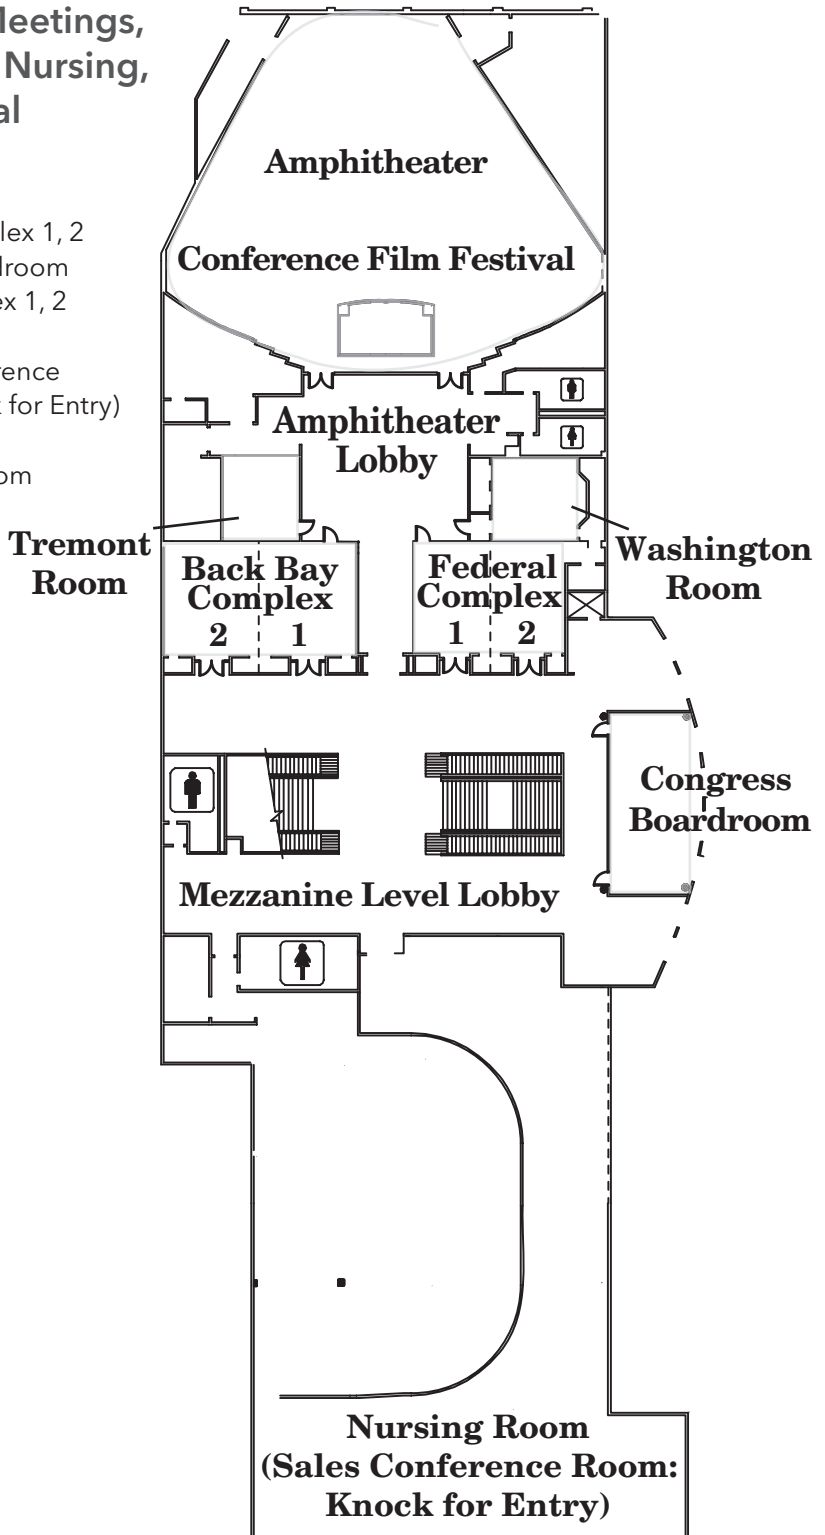 Meetings,
Nursing,
al
lex 1, 2
droom
ex 1, 2
rence
k for Entry)
om
Amphitheater
Conference Film Festival
Amphitheater
Lobby
Tremont
Room
Washington
Room
Back Bay
Complex
2 1
Federal
Complex
1 2
Congress
Boardroom
Mezzanine Level Lobby
Nursing Room
(Sales Conference Room:
Knock for Entry)